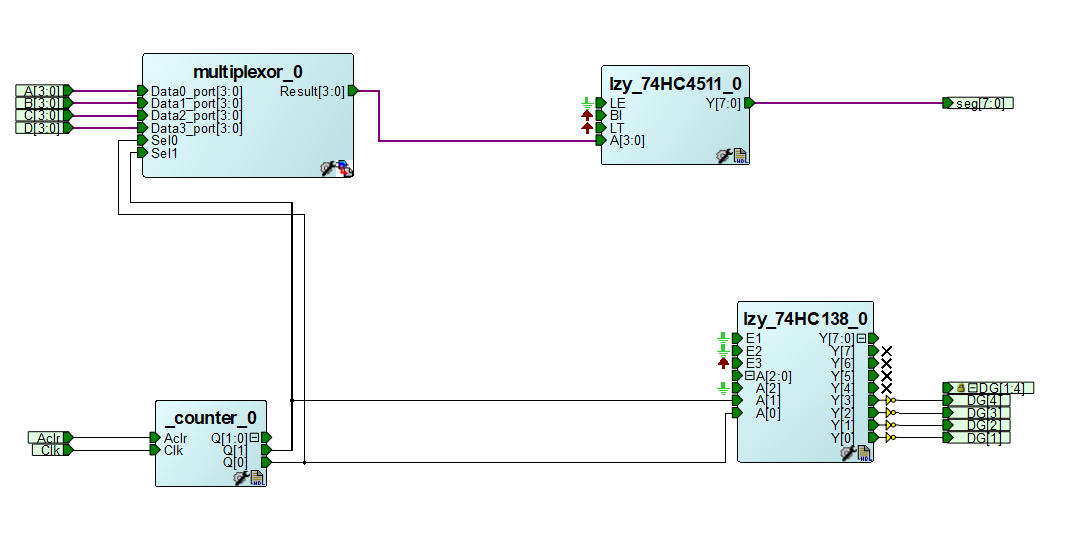 multiplexor_0
A[3:0]
B[3:0]
C[3:0]
D[3:0]
Data0_port[3:0]
Data1_port[3:0]
Data2_port[3:0]
Data3_port[3:0]
Sel0
Sel1
Result[3:0]
lzy_74HC4511_0
LE
BI
LT
A[3:0]
Y[7:0]
seg[7:0]
lzy_74HC138_0
E1
E2
E3
A[2:0]
A[2]
A[1]
A[0]
Y[7:0]
Y[7]
Y[6]
Y[5]
Y[4]
Y[3]
Y[2]
Y[1]
Y[0]
DG[1:4]
DG[4]
DG[3]
DG[2]
DG[1]
_counter_0
Aclr
Clk
Aclr
Clk
Q[1:0]
Q[1]
Q[0]